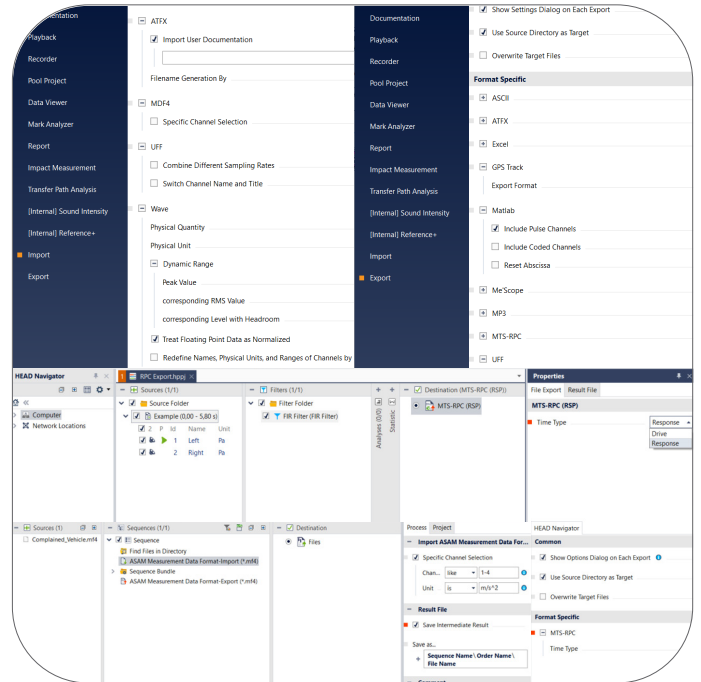 Documentation
Playback
Recorder
Pool Project
Data Viewer
Mark Analyzer
Report
Impact Measurement
Transfer Path Analysis
[Internal] Sound Intensity
[Internal] Reference+
Import
Export
ATFX
Import User Documentation
Filename Generation By
MDF4
Specific Channel Selection
UFF
Combine Different Sampling Rates
Switch Channel Name and Title
Wave
Physical Quantity
Physical Unit
Dynamic Range
Peak Value
corresponding RMS Value
corresponding Level with Headroom
Treat Floating Point Data as Normalized
Redefine Names, Physical Units, and Ranges of Channels by
Documentation
Playback
Recorder
Pool Project
Data Viewer
Mark Analyzer
Report
Impact Measurement
Transfer Path Analysis
[Internal] Sound Intensity
[Internal] Reference+
Import
Export
Show Settings Dialog on Each Export
Use Source Directory as Target
Overwrite Target Files
Format Specific
ASCII
ATFX
Excel
GPS Track
Export Format
Matlab
Include Pulse Channels
Include Coded Channels
Reset Abscissa
Me'Scope
MP3
MTS-RPC
UFF
HEAD Navigator
Computer
Network Locations
1 RPC Export.hppj
Sources (1/1)
Source Folder
Example (0,00 - 5,80 s)
2 P Id Name Unit
1 Left Pa
2 Right Pa
Filters (1/1)
Filter Folder
FIR Filter (FIR Filter)
Analyses (0/0)
Statistic
Destination (MTS-RPC (RSP))
MTS-RPC (RSP)
Properties
File Export Result File
MTS-RPC (RSP)
Time Type Response
Drive
Response
Sources (1)
Complained_Vehicle.mf4
Sequences (1/1)
Sequence
Find Files in Directory
ASAM Measurement Data Format-Import (*.mf4)
Sequence Bundle
ASAM Measurement Data Format-Export (*.mf4)
Destination
Files
Process Project
Import ASAM Measurement Data For...
Specific Channel Selection
Chan... like 1-4
Unit is m/s^2
Result File
Save Intermediate Result
Save as...
Sequence Name\ Order Name\
File Name
Comment
HEAD Navigator
Common
Show Options Dialog on Each Export
Use Source Directory as Target
Overwrite Target Files
Format Specific
MTS-RPC
Time Type